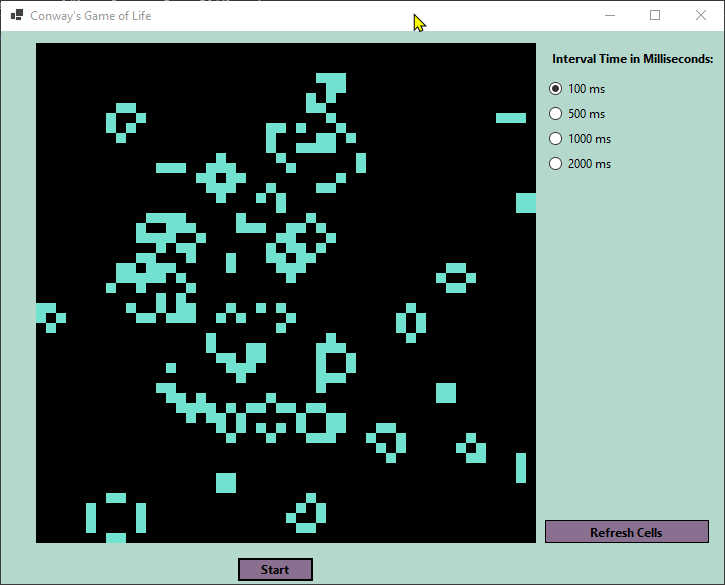 Conway's Game of Life
Interval Time in Milliseconds:
100 ms
500 ms
1000 ms
2000 ms
Refresh Cells
Start